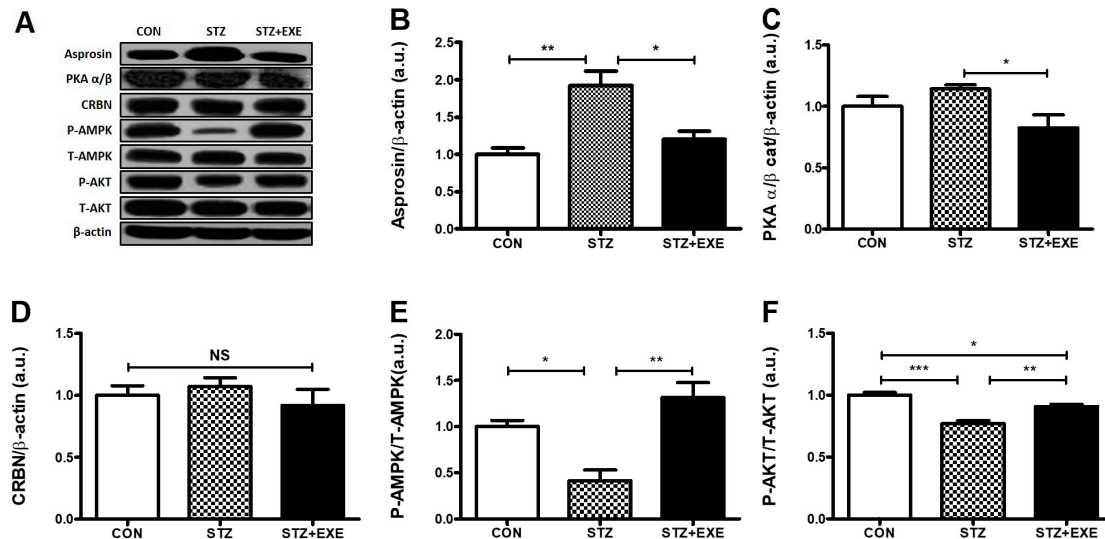 A
CON STZ STZ+EXE
Asprosin
PKA α/β
CRBN
P-AMPK
T-AMPK
P-AKT
T-AKT
β-actin
B
Asprosin/β-actin (a.u.)
2.5
2.0
1.5
1.0
0.5
0.0
** *
CON STZ STZ+EXE
C
PKA α/β cat/β-actin (a.u.)
1.5
1.0
0.5
0.0
*
CON STZ STZ+EXE
D
CRBN/β-actin (a.u.)
1.5
1.0
0.5
0.0
NS
CON STZ STZ+EXE
E
P-AMPK/T-AMPK(a.u.)
2.0
1.5
1.0
0.5
0.0
* **
CON STZ STZ+EXE
F
P-AKT/T-AKT (a.u.)
1.5
1.0
0.5
0.0
*
*** **
CON STZ STZ+EXE